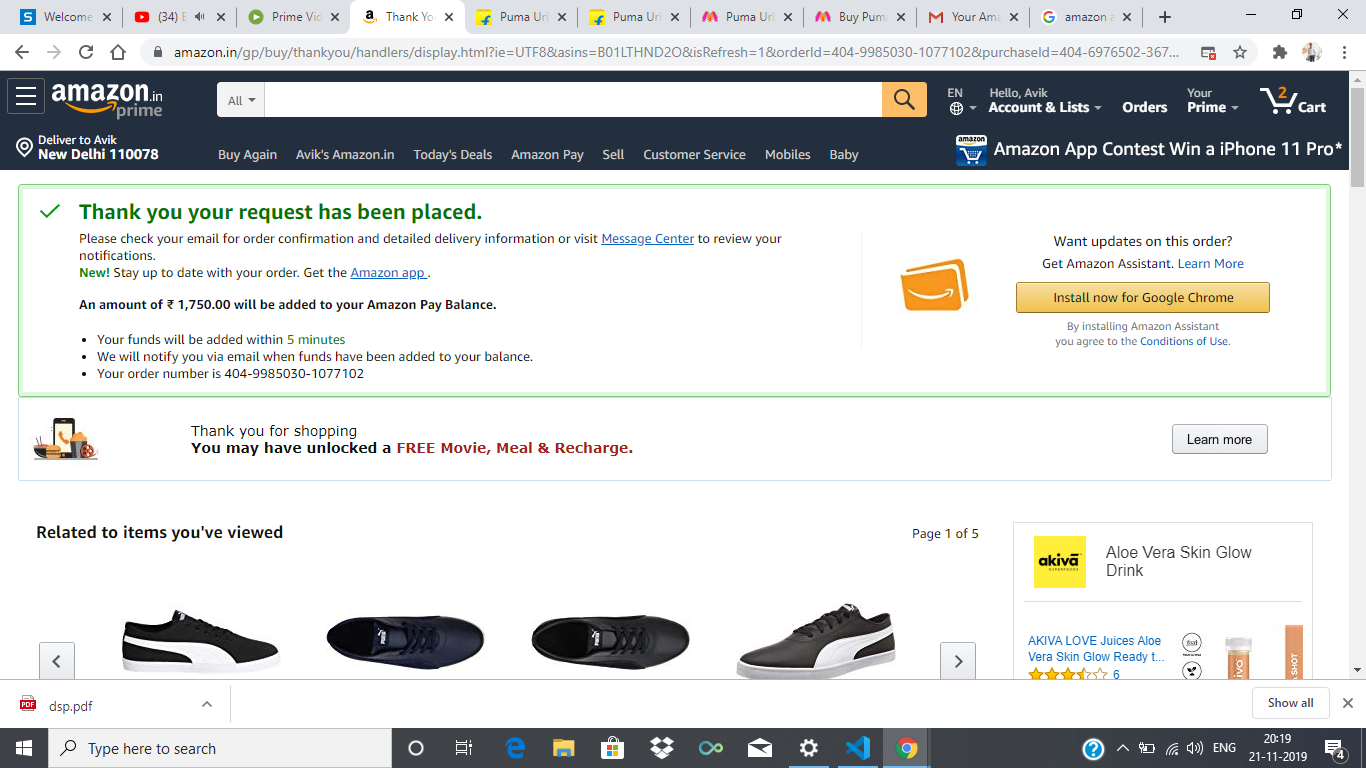 Welcome
(34) E
Prime Vid
Thank Yo
Puma Url
Puma Url
Puma Url
Buy Puma
Your Ama
amazon a
amazon.in/gp/buy/thankyou/handlers/display.html?ie=UTF8&asins=B01LTHND2O&isRefresh=1&orderId=404-9985030-1077102&purchaseId=404-6976502-367...
amazon.in
prime
All
EN
Hello, Avik
Account & Lists
Orders
Your
Prime
2
Cart
Deliver to Avik
New Delhi 110078
Buy Again Avik's Amazon.in Today's Deals Amazon Pay Sell Customer Service Mobiles Baby
amazon
Amazon App Contest Win a iPhone 11 Pro*
Thank you your request has been placed.
Please check your email for order confirmation and detailed delivery information or visit Message Center to review your
notifications.
New! Stay up to date with your order. Get the Amazon app .
An amount of ₹ 1,750.00 will be added to your Amazon Pay Balance.
Your funds will be added within 5 minutes
We will notify you via email when funds have been added to your balance.
Your order number is 404-9985030-1077102
Want updates on this order?
Get Amazon Assistant. Learn More
Install now for Google Chrome
By installing Amazon Assistant
you agree to the Conditions of Use.
Thank you for shopping
You may have unlocked a FREE Movie, Meal & Recharge.
Learn more
Related to items you've viewed
Page 1 of 5
akiva
Aloe Vera Skin Glow
Drink
AKIVA LOVE Juices Aloe
Vera Skin Glow Ready t...
6
PDF
dsp.pdf
Show all
Type here to search
ENG
20:19
21-11-2019
4